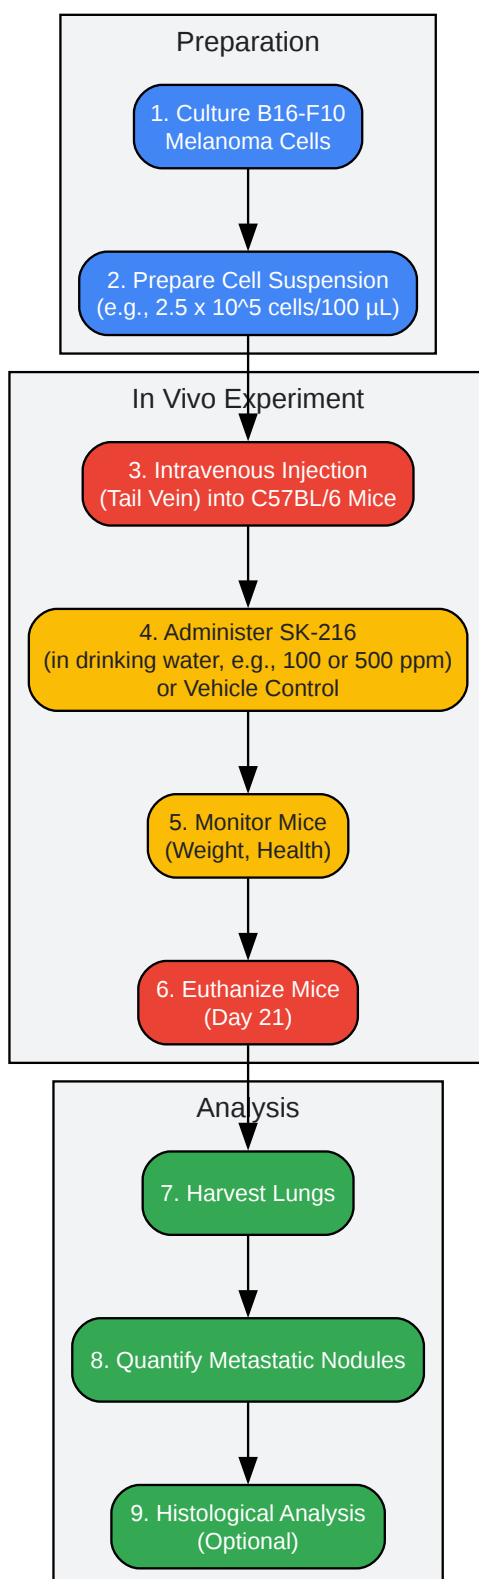 Preparation
1. Culture B16-F10
Melanoma Cells
2. Prepare Cell Suspension
(e.g., 2.5 x 10^5 cells/100 µL)
In Vivo Experiment
3. Intravenous Injection
(Tail Vein) into C57BL/6 Mice
4. Administer SK-216
(in drinking water, e.g., 100 or 500 ppm)
or Vehicle Control
5. Monitor Mice
(Weight, Health)
6. Euthanize Mice
(Day 21)
Analysis
7. Harvest Lungs
8. Quantify Metastatic Nodules
9. Histological Analysis
(Optional)